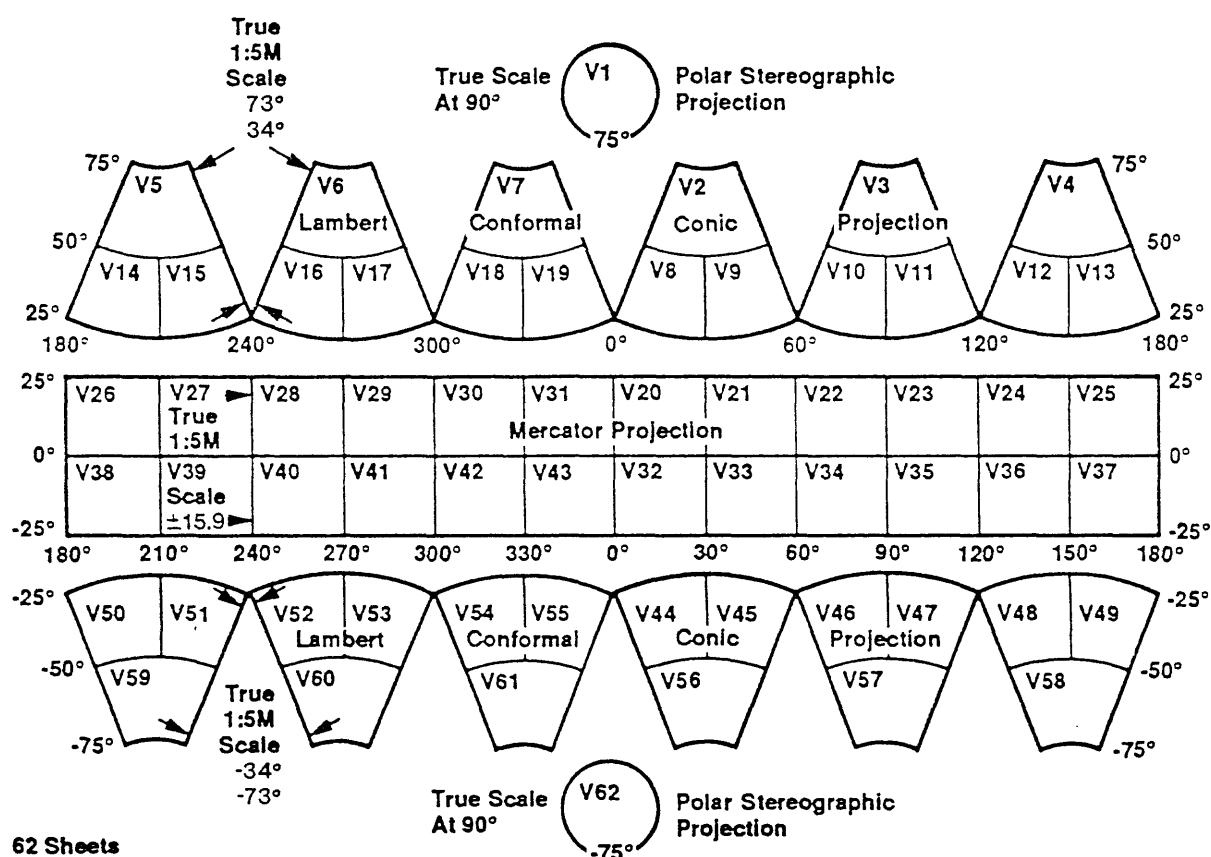 True
1:5M
Scale
73°
34°
True Scale
At 90°
V1
75°
Polar Stereographic
Projection
75° V5 V6 V7 V2 V3 V4 75°
Lambert Conformal Conic Projection
50° 50°
V14 V15 V16 V17 V18 V19 V8 V9 V10 V11 V12 V13
25° 25°
180° 240° 300° 0° 60° 120° 180°
25° V26 V27 V28 V29 V30 V31 V20 V21 V22 V23 V24 V25 25°
True
1:5M
Mercator Projection
0° 0°
V38 V39 V40 V41 V42 V43 V32 V33 V34 V35 V36 V37
Scale
±15.9
-25° -25°
180° 210° 240° 270° 300° 330° 0° 30° 60° 90° 120° 150° 180°
-25° -25°
V50 V51 V52 V53 V54 V55 V44 V45 V46 V47 V48 V49
Lambert Conformal Conic Projection
-50° -50°
V59 V60 V61 V56 V57 V58
True
1:5M
Scale
-34°
-73°
-75° -75°
True Scale
At 90°
V62
-75°
Polar Stereographic
Projection
62 Sheets